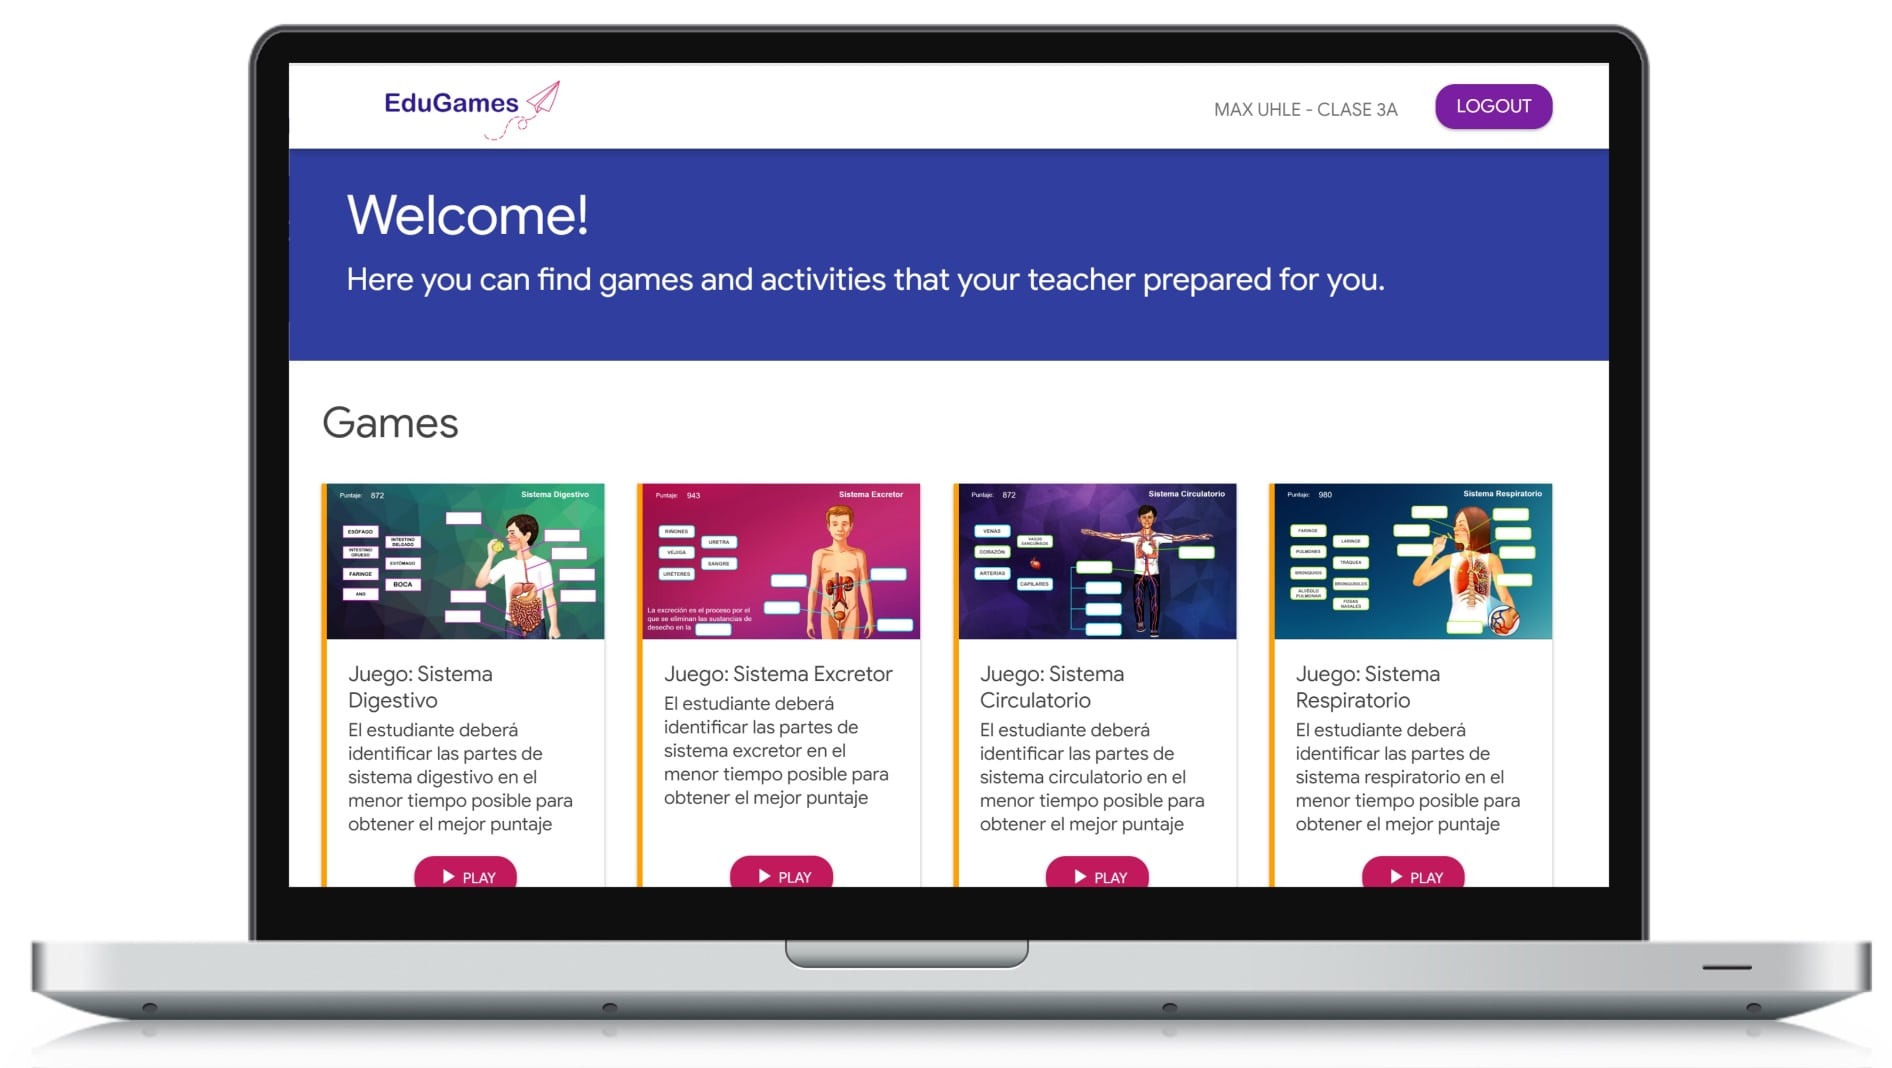 EduGames
MAX UHLE - CLASE 3A
LOGOUT
Welcome!
Here you can find games and activities that your teacher prepared for you.
Games
Puntaje: 872
Sistema Digestivo
ESÓFAGO
INTESTINO
DELGADO
INTESTINO
GRUESO
ESTÓMAGO
FARINGE
BOCA
ANO
Juego: Sistema
Digestivo
El estudiante deberá
identificar las partes de
sistema digestivo en el
menor tiempo posible para
obtener el mejor puntaje
PLAY
Puntaje: 943
Sistema Excretor
RIÑONES
URETRA
VEJIGA
SANGRE
URÉTERES
La excreción es el proceso por el
que se eliminan las sustancias de
desecho en la
Juego: Sistema Excretor
El estudiante deberá
identificar las partes de
sistema excretor en el
menor tiempo posible para
obtener el mejor puntaje
PLAY
Puntaje: 872
Sistema Circulatorio
VENAS
VASOS
SANGUÍNEOS
CORAZÓN
ARTERIAS
CAPILARES
Juego: Sistema
Circulatorio
El estudiante deberá
identificar las partes de
sistema circulatorio en el
menor tiempo posible para
obtener el mejor puntaje
PLAY
Puntaje: 980
Sistema Respiratorio
FARINGE
LARINGE
PULMONES
TRÁQUEA
BRONQUIOS
BRONQUIOLOS
ALVÉOLO
PULMONAR
FOSAS
NASALES
Juego: Sistema
Respiratorio
El estudiante deberá
identificar las partes de
sistema respiratorio en el
menor tiempo posible para
obtener el mejor puntaje
PLAY